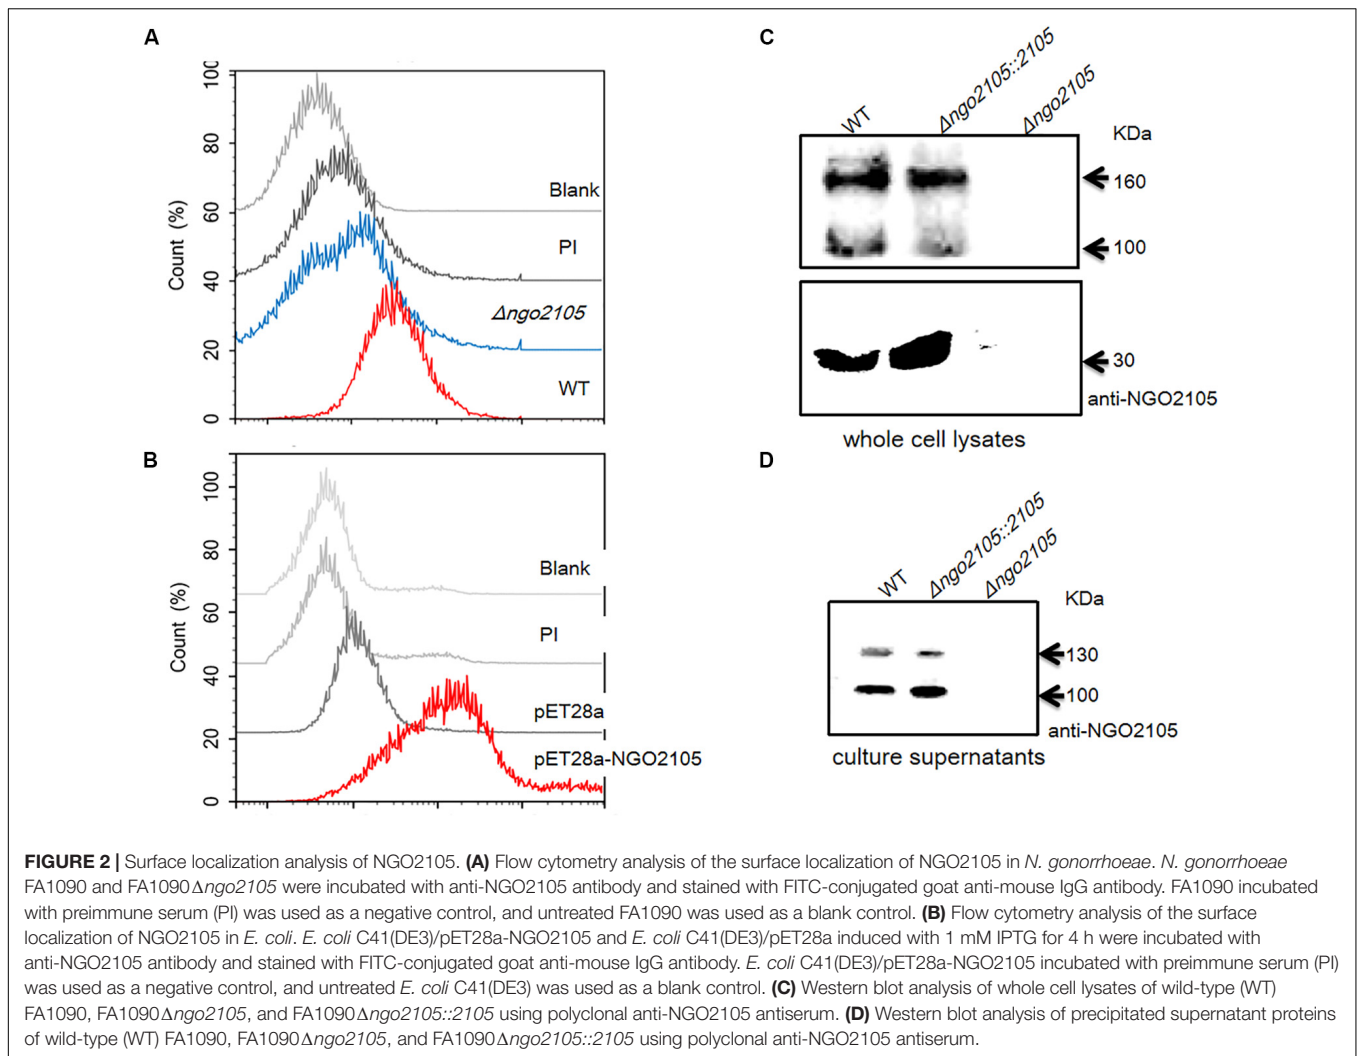 A
100
80
60
40
20
0
Count (%)
Blank
PI
Δngo2105
WT
B
100
80
60
40
20
0
Count (%)
Blank
PI
pET28a
pET28a-NGO2105
C
WT
Δngo2105::2105
Δngo2105
KDa
160
100
30
anti-NGO2105
whole cell lysates
D
WT
Δngo2105::2105
Δngo2105
KDa
130
100
anti-NGO2105
culture supernatants
FIGURE 2 | Surface localization analysis of NGO2105. (A) Flow cytometry analysis of the surface localization of NGO2105 in N. gonorrhoeae. N. gonorrhoeae
FA1090 and FA1090Δngo2105 were incubated with anti-NGO2105 antibody and stained with FITC-conjugated goat anti-mouse IgG antibody. FA1090 incubated
with preimmune serum (PI) was used as a negative control, and untreated FA1090 was used as a blank control. (B) Flow cytometry analysis of the surface
localization of NGO2105 in E. coli. E. coli C41(DE3)/pET28a-NGO2105 and E. coli C41(DE3)/pET28a induced with 1 mM IPTG for 4 h were incubated with
anti-NGO2105 antibody and stained with FITC-conjugated goat anti-mouse IgG antibody. E. coli C41(DE3)/pET28a-NGO2105 incubated with preimmune serum (PI)
was used as a negative control, and untreated E. coli C41(DE3) was used as a blank control. (C) Western blot analysis of whole cell lysates of wild-type (WT)
FA1090, FA1090Δngo2105, and FA1090Δngo2105::2105 using polyclonal anti-NGO2105 antiserum. (D) Western blot analysis of precipitated supernatant proteins
of wild-type (WT) FA1090, FA1090Δngo2105, and FA1090Δngo2105::2105 using polyclonal anti-NGO2105 antiserum.